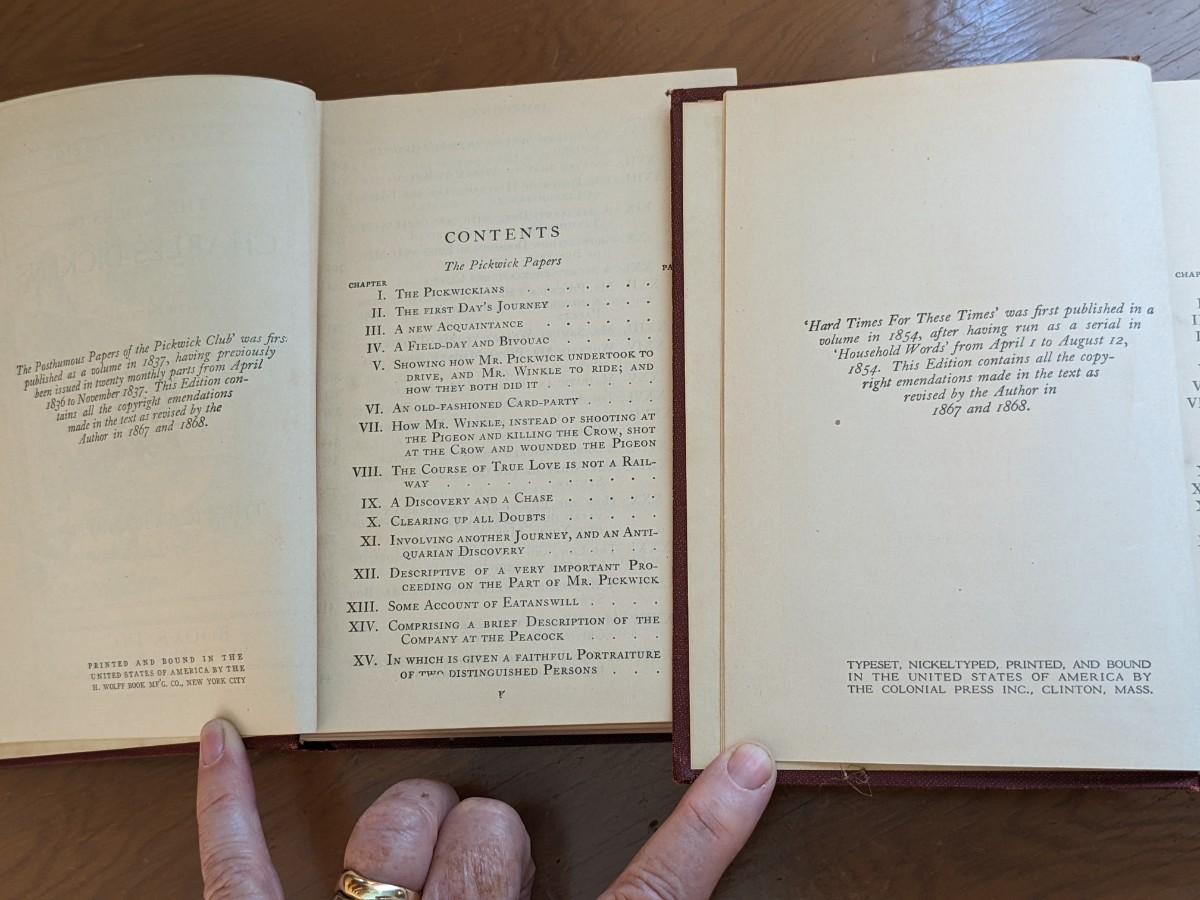 The Posthumous Papers of the Pickwick Club' was firs
published as a volume in 1837, having previously
been issued in twenty monthly parts from April
1836 to November 1837. This Edition con-
tains all the copyright emendations
made in the text as revised by the
Author in 1867 and 1868.
PRINTED AND BOUND IN THE
UNITED STATES OF AMERICA BY THE
H. WOLFF BOOK MF'G. CO., NEW YORK CITY
CONTENTS
The Pickwick Papers
CHAPTER PA
I. The Pickwickians . . . . . .
II. The first Day's Journey . . . . .
III. A new Acquaintance . . . . .
IV. A Field-day and Bivouac . . . . .
V. Showing how Mr. Pickwick undertook to
drive, and Mr. Winkle to ride; and
how they both did it . . . . . .
VI. An old-fashioned Card-party . . . .
VII. How Mr. Winkle, instead of shooting at
the Pigeon and killing the Crow, shot
at the Crow and wounded the Pigeon
VIII. The Course of True Love is not a Rail-
way . . . . . . . . .
IX. A Discovery and a Chase . . . . .
X. Clearing up all Doubts . . . . .
XI. Involving another Journey, and an Anti-
quarian Discovery . . . . . .
XII. Descriptive of a very important Pro-
ceeding on the Part of Mr. Pickwick
XIII. Some Account of Eatanswill . . . .
XIV. Comprising a brief Description of the
Company at the Peacock . . . .
XV. In which is given a faithful Portraiture
of two distinguished Persons . . .
'Hard Times For These Times' was first published in a
volume in 1854, after having run as a serial in
'Household Words' from April 1 to August 12,
1854. This Edition contains all the copy-
right emendations made in the text as
revised by the Author in
1867 and 1868.
TYPESET, NICKELTYPED, PRINTED, AND BOUND
IN THE UNITED STATES OF AMERICA BY
THE COLONIAL PRESS INC., CLINTON, MASS.
CHAP